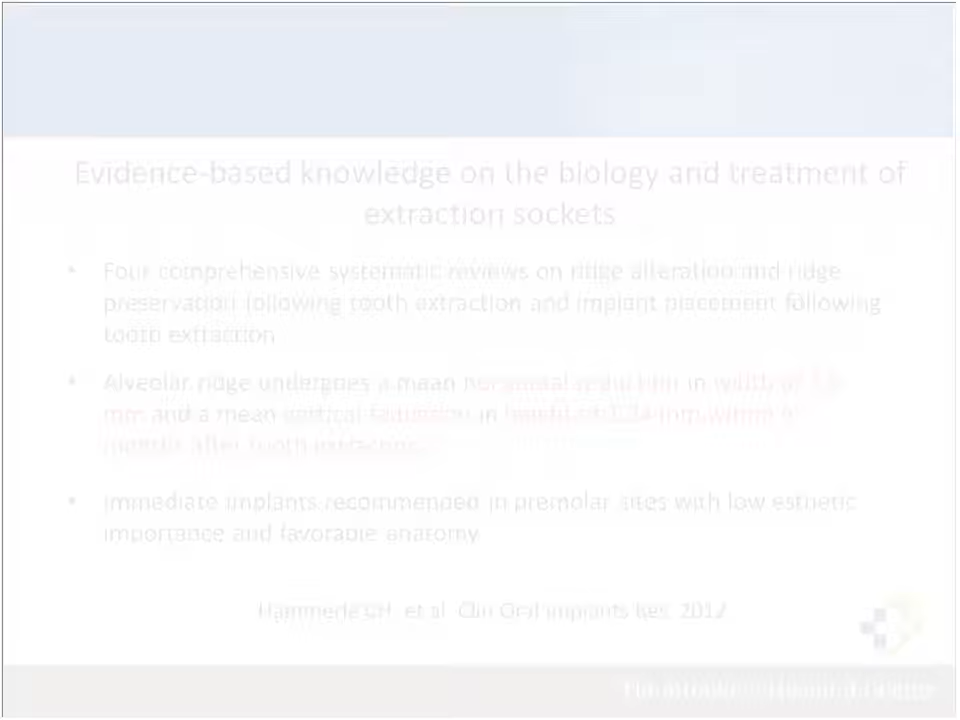 Evidence-based knowledge on the biology and treatment of
extraction sockets
• Four comprehensive systematic reviews on ridge alteration and ridge
preservation following tooth extraction and implant placement following
tooth extraction
• Alveolar ridge undergoes a mean horizontal reduction in width of
mm and a mean vertical reduction in height of 1.24 mm within 6
months after tooth extraction
• Immediate implants recommended in premolar sites with low esthetic
importance and favorable anatomy
Hammerle CH, et al. Clin Oral Implants Res. 2012